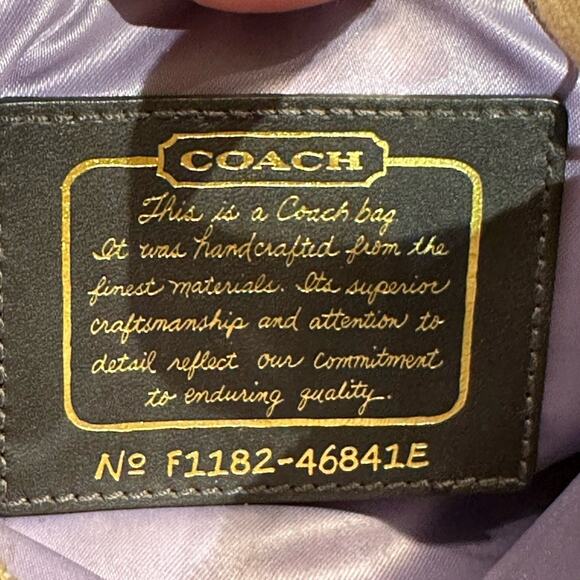 COACH
This is a Coach bag
It was handcrafted from the
finest materials. Its superior
craftsmanship and attention to
detail reflect our commitment
to enduring quality.
Nº F1182-46841E